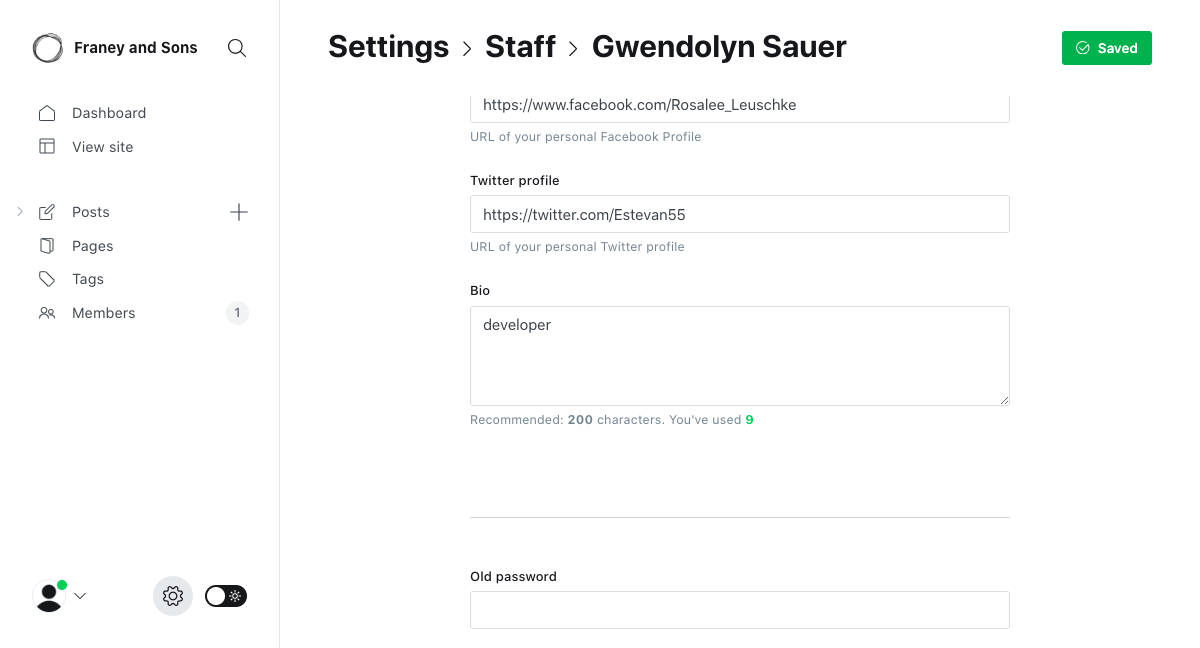 Franey and Sons
Dashboard
View site
Posts
Pages
Tags
Members 1
Settings > Staff > Gwendolyn Sauer
Saved
https://www.facebook.com/Rosalee_Leuschke
URL of your personal Facebook Profile
Twitter profile
https://twitter.com/Estevan55
URL of your personal Twitter profile
Bio
developer
Recommended: 200 characters. You've used 9
Old password